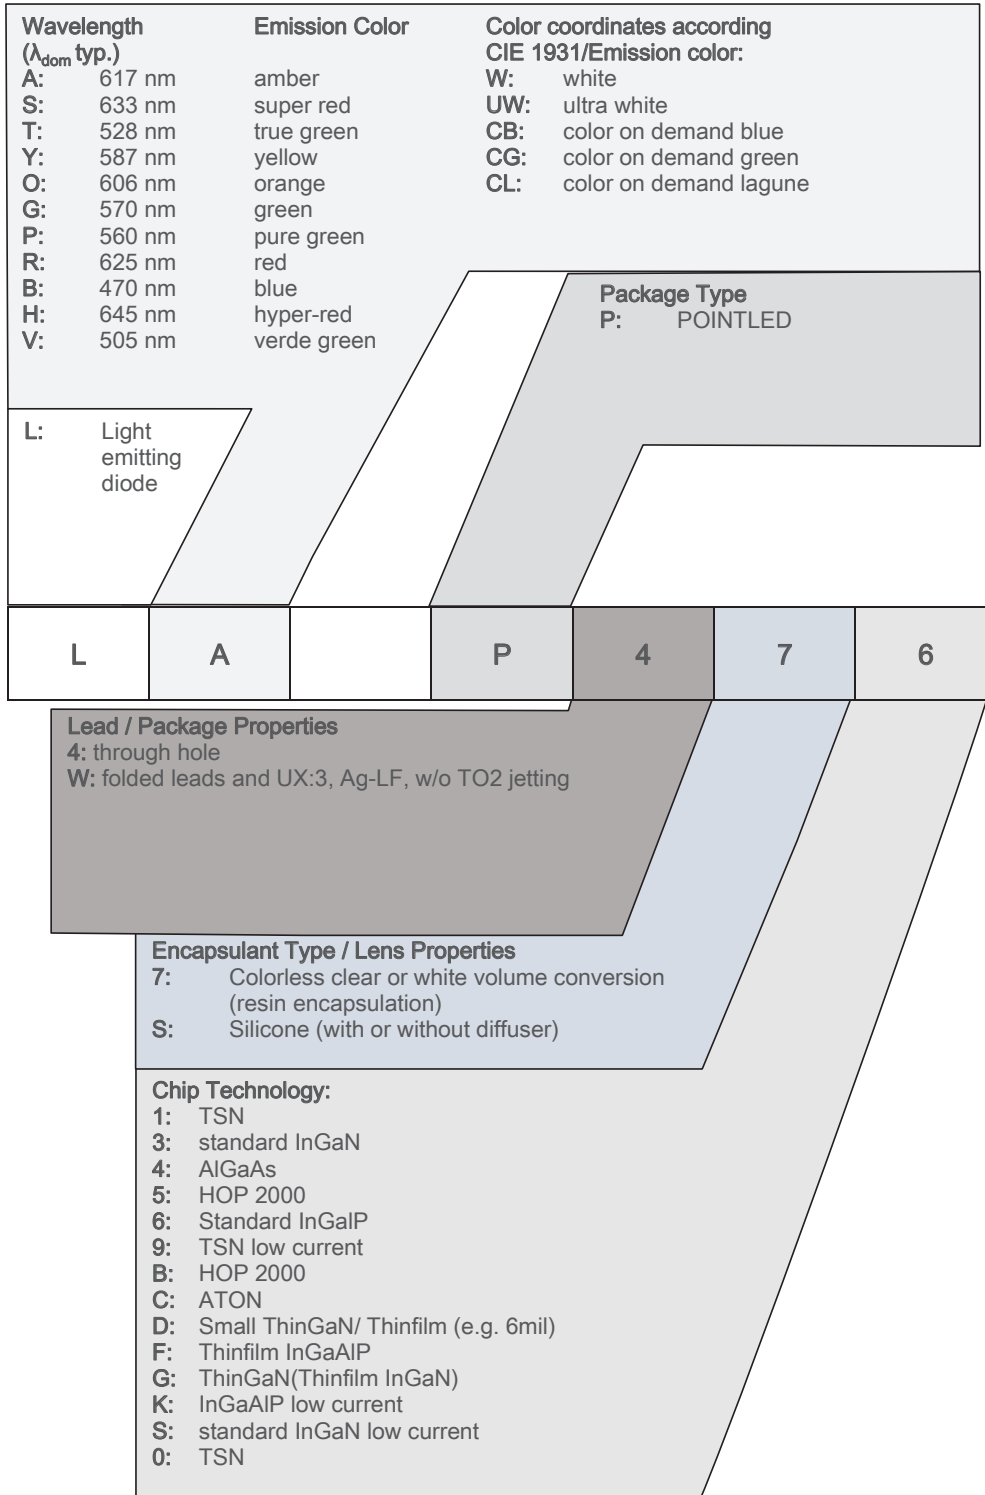 Wavelength Emission Color
(λdom typ.)
A: 617 nm amber
S: 633 nm super red
T: 528 nm true green
Y: 587 nm yellow
O: 606 nm orange
G: 570 nm green
P: 560 nm pure green
R: 625 nm red
B: 470 nm blue
H: 645 nm hyper-red
V: 505 nm verde green
Color coordinates according
CIE 1931/Emission color:
W: white
UW: ultra white
CB: color on demand blue
CG: color on demand green
CL: color on demand lagune
Package Type
P: POINTLED
L: Light
emitting
diode
L A P 4 7 6
Lead / Package Properties
4: through hole
W: folded leads and UX:3, Ag-LF, w/o TO2 jetting
Encapsulant Type / Lens Properties
7: Colorless clear or white volume conversion
(resin encapsulation)
S: Silicone (with or without diffuser)
Chip Technology:
1: TSN
3: standard InGaN
4: AlGaAs
5: HOP 2000
6: Standard InGalP
9: TSN low current
B: HOP 2000
C: ATON
D: Small ThinGaN/ Thinfilm (e.g. 6mil)
F: Thinfilm InGaAlP
G: ThinGaN(Thinfilm InGaN)
K: InGaAlP low current
S: standard InGaN low current
0: TSN